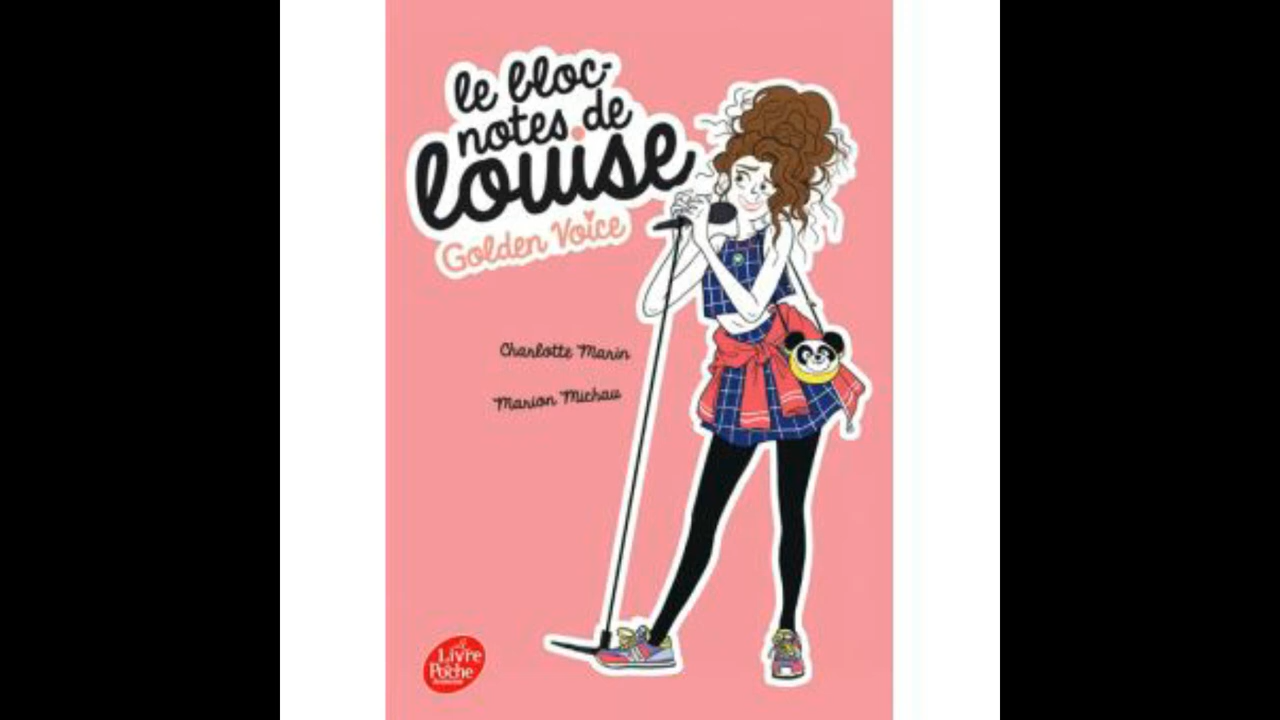 le bloc-
notes de
louise
Golden Voice
Charlotte Marin
Marion Michau
Le
Livre
de
Poche